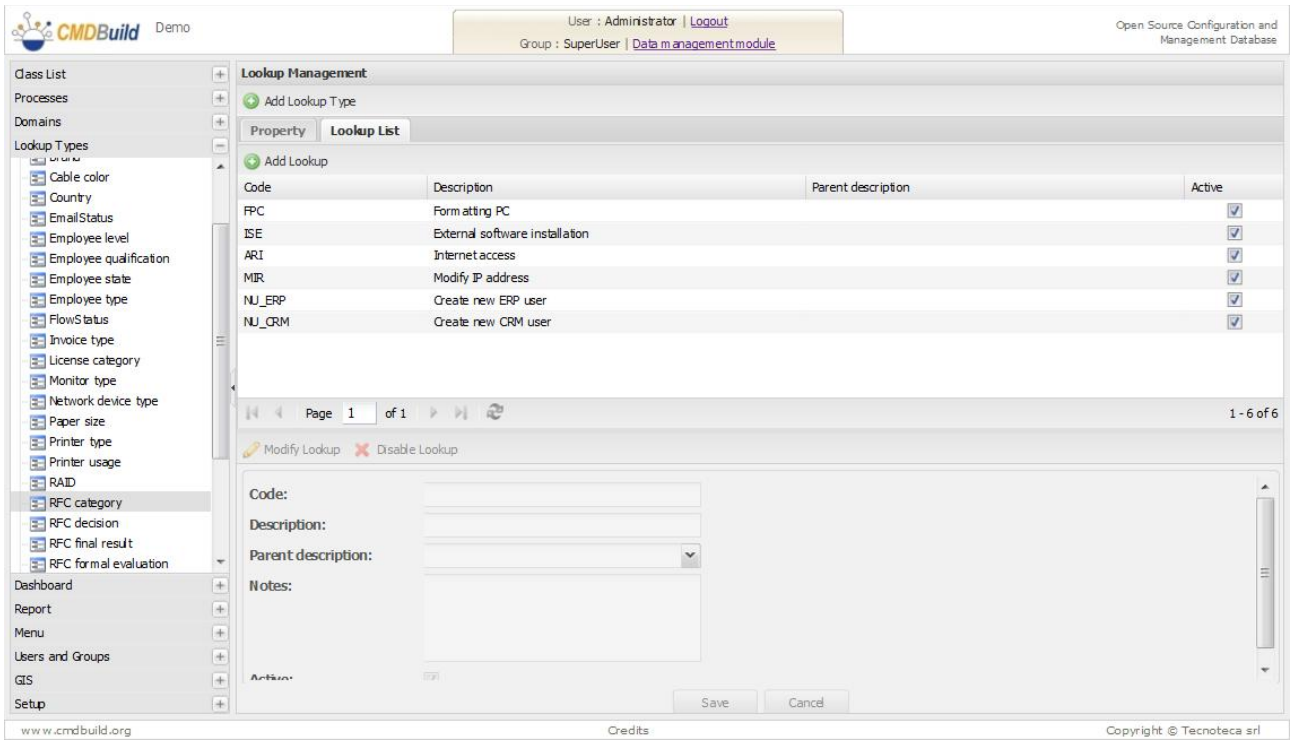 CMDBuild Demo
User : Administrator | Logout
Group : SuperUser | Data management module
Open Source Configuration and
Management Database
Class List
Processes
Domains
Lookup Types
Cable color
Country
EmailStatus
Employee level
Employee qualification
Employee state
Employee type
FlowStatus
Invoice type
License category
Monitor type
Network device type
Paper size
Printer type
Printer usage
RAID
RFC category
RFC decision
RFC final result
RFC formal evaluation
Dashboard
Report
Menu
Users and Groups
GIS
Setup
Lookup Management
Add Lookup Type
Property Lookup List
Add Lookup
Code Description Parent description Active
FPC Formatting PC
ISE External software installation
ARI Internet access
MIR Modify IP address
NU_ERP Create new ERP user
NU_CRM Create new CRM user
Page 1 of 1 1 - 6 of 6
Modify Lookup Disable Lookup
Code:
Description:
Parent description:
Notes:
Active:
Save Cancel
www.cmdbuild.org Credits Copyright © Tecnoteca srl